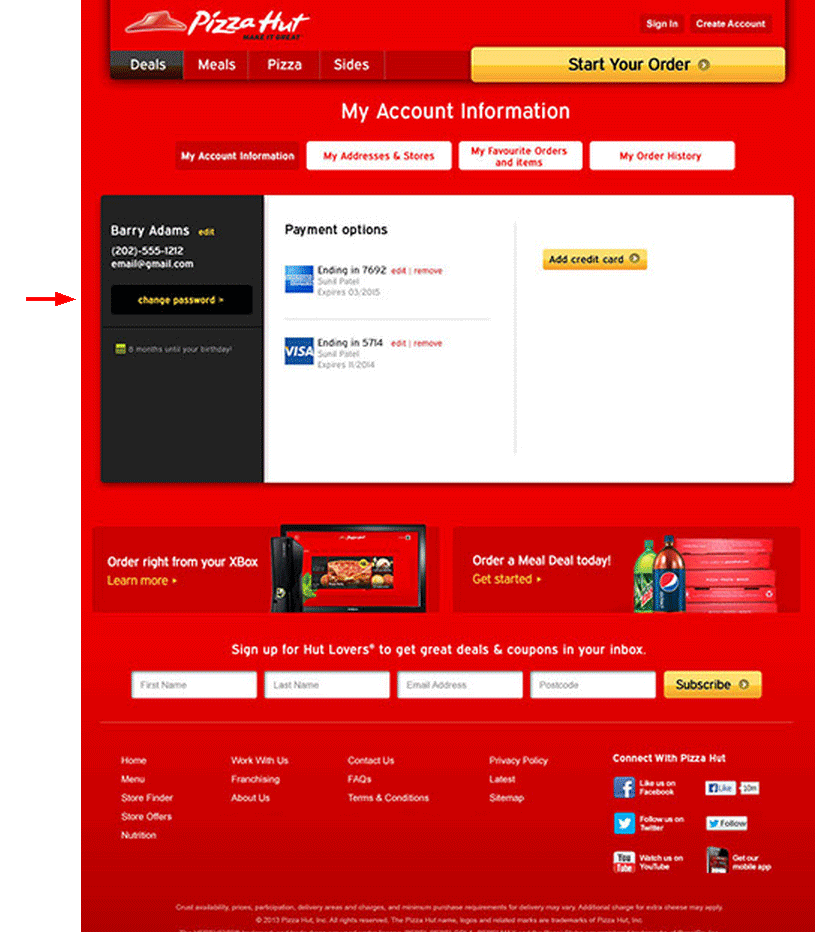 Pizza Hut
MAKE IT GREAT
Sign In
Create Account
Deals
Meals
Pizza
Sides
Start Your Order
My Account Information
My Account Information
My Addresses & Stores
My Favourite Orders
and items
My Order History
Barry Adams edit
(202)-555-1212
email@gmail.com
change password »
6 months until your birthday!
Payment options
Ending in 7692 edit | remove
Sunil Patel
Expires 03/2015
VISA
Ending in 5714 edit | remove
Sunil Patel
Expires 11/2014
Add credit card
Order right from your XBox
Learn more
Order a Meal Deal today!
Get started
Sign up for Hut Lovers® to get great deals & coupons in your inbox.
First Name
Last Name
Email Address
Postcode
Subscribe
Home
Menu
Store Finder
Store Offers
Nutrition
Work With Us
Franchising
About Us
Contact Us
FAQs
Terms & Conditions
Privacy Policy
Latest
Sitemap
Connect With Pizza Hut
Like us on
Facebook
Like 10m
Follow us on
Twitter
Follow
You
Tube
Watch us on
YouTube
Get our
mobile app
Crust availability, prices, participation, delivery areas and charges, and minimum purchase requirements for delivery may vary. Additional charge for extra cheese may apply.
© 2013 Pizza Hut, Inc. All rights reserved. The Pizza Hut name, logos and related marks are trademarks of Pizza Hut, Inc.